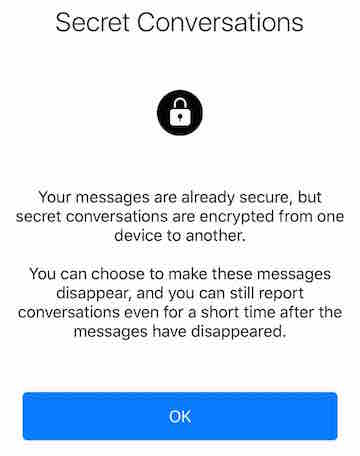 Secret Conversations
Your messages are already secure, but
secret conversations are encrypted from one
device to another.
You can choose to make these messages
disappear, and you can still report
conversations even for a short time after the
messages have disappeared.
OK